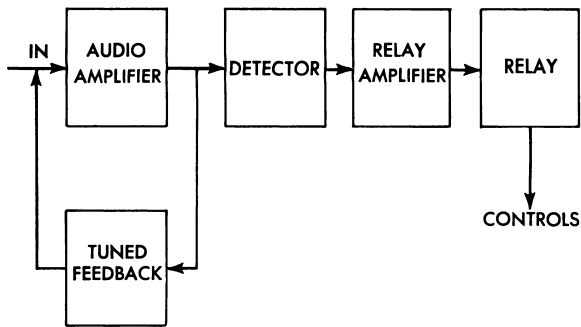 IN
AUDIO
AMPLIFIER
DETECTOR
RELAY
AMPLIFIER
RELAY
CONTROLS
TUNED
FEEDBACK